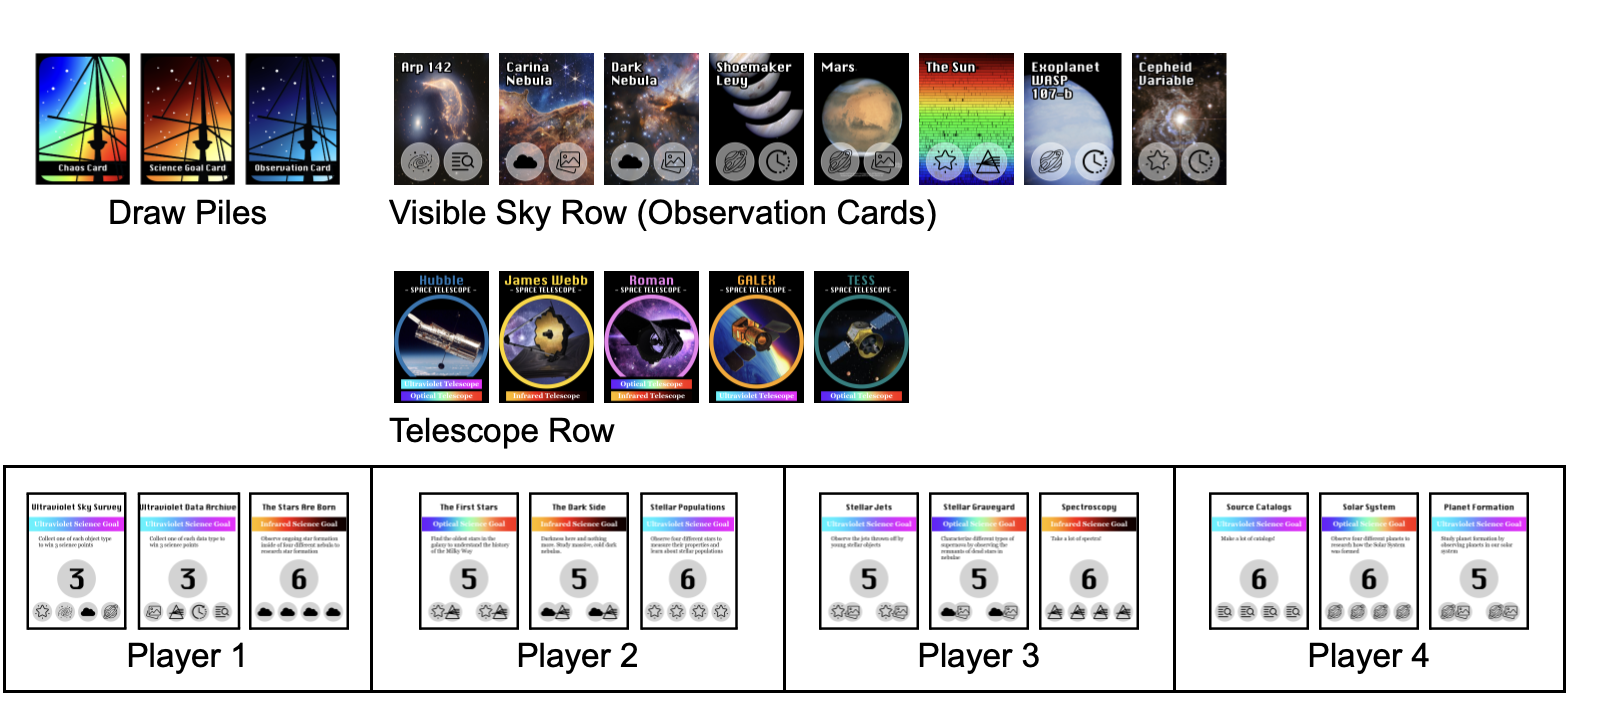 Chaos Card
Science Goal Card
Observation Card
Draw Piles
Arp 142
Carina
Nebula
Dark
Nebula
Shoemaker
Levy
Mars
The Sun
Exoplanet
WASP
107-b
Cepheid
Variable
Visible Sky Row (Observation Cards)
Hubble
- SPACE TELESCOPE -
Ultraviolet Telescope
Optical Telescope
James Webb
- SPACE TELESCOPE -
Infrared Telescope
Roman
- SPACE TELESCOPE -
Optical Telescope
Infrared Telescope
GALEX
- SPACE TELESCOPE -
Ultraviolet Telescope
TESS
- SPACE TELESCOPE -
Optical Telescope
Telescope Row
Ultraviolet Sky Survey
Ultraviolet Science Goal
Collect one of each object type
to win 3 science points
3
Ultraviolet Data Archive
Ultraviolet Science Goal
Collect one of each data type to
win 3 science points
3
The Stars Are Born
Infrared Science Goal
Observe ongoing star formation
inside of four different nebula to
research star formation
6
Player 1
The First Stars
Optical Science Goal
Find the oldest stars in the
galaxy to understand the history
of the Milky Way
5
The Dark Side
Infrared Science Goal
Darkness here and nothing
more. Study massive, cold dark
nebulae.
5
Stellar Populations
Ultraviolet Science Goal
Observe four different stars to
measure their properties and
learn about stellar populations
6
Player 2
Stellar Jets
Ultraviolet Science Goal
Observe the jets thrown off by
young stellar objects
5
Stellar Graveyard
Optical Science Goal
Characterize different types of
supernova by observing the
remnants of dead stars in
nebulae
5
Spectroscopy
Infrared Science Goal
Take a lot of spectra!
6
Player 3
Source Catalogs
Ultraviolet Science Goal
Make a lot of catalogs!
6
Solar System
Optical Science Goal
Observe four different planets to
research how the Solar System
was formed
6
Planet Formation
Ultraviolet Science Goal
Study planet formation by
observing planets in our solar
system
5
Player 4